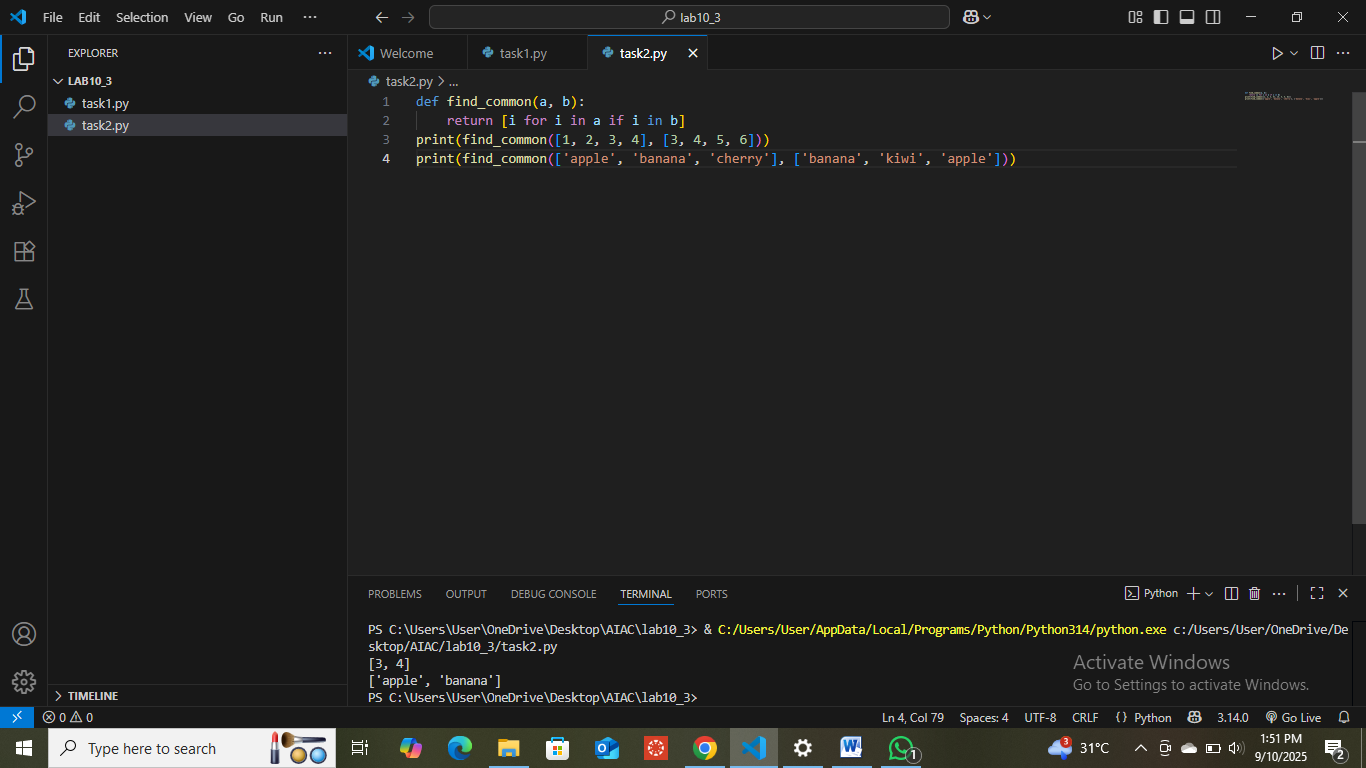 File Edit Selection View Go Run ···
lab10_3
EXPLORER
LAB10_3
task1.py
task2.py
TIMELINE
Welcome
task1.py
task2.py
task2.py > ...
1 def find_common(a, b):
2     return [i for i in a if i in b]
3 print(find_common([1, 2, 3, 4], [3, 4, 5, 6]))
4 print(find_common(['apple', 'banana', 'cherry'], ['banana', 'kiwi', 'apple']))
PROBLEMS OUTPUT DEBUG CONSOLE TERMINAL PORTS
Python
PS C:\Users\User\OneDrive\Desktop\AIAC\lab10_3> & C:/Users/User/AppData/Local/Programs/Python/Python314/python.exe c:/Users/User/OneDrive/De
sktop/AIAC/lab10_3/task2.py
[3, 4]
['apple', 'banana']
PS C:\Users\User\OneDrive\Desktop\AIAC\lab10_3>
Activate Windows
Go to Settings to activate Windows.
0 0
Ln 4, Col 79 Spaces: 4 UTF-8 CRLF {} Python 3.14.0 Go Live
Type here to search
1
3
31°C
1:51 PM
9/10/2025
2